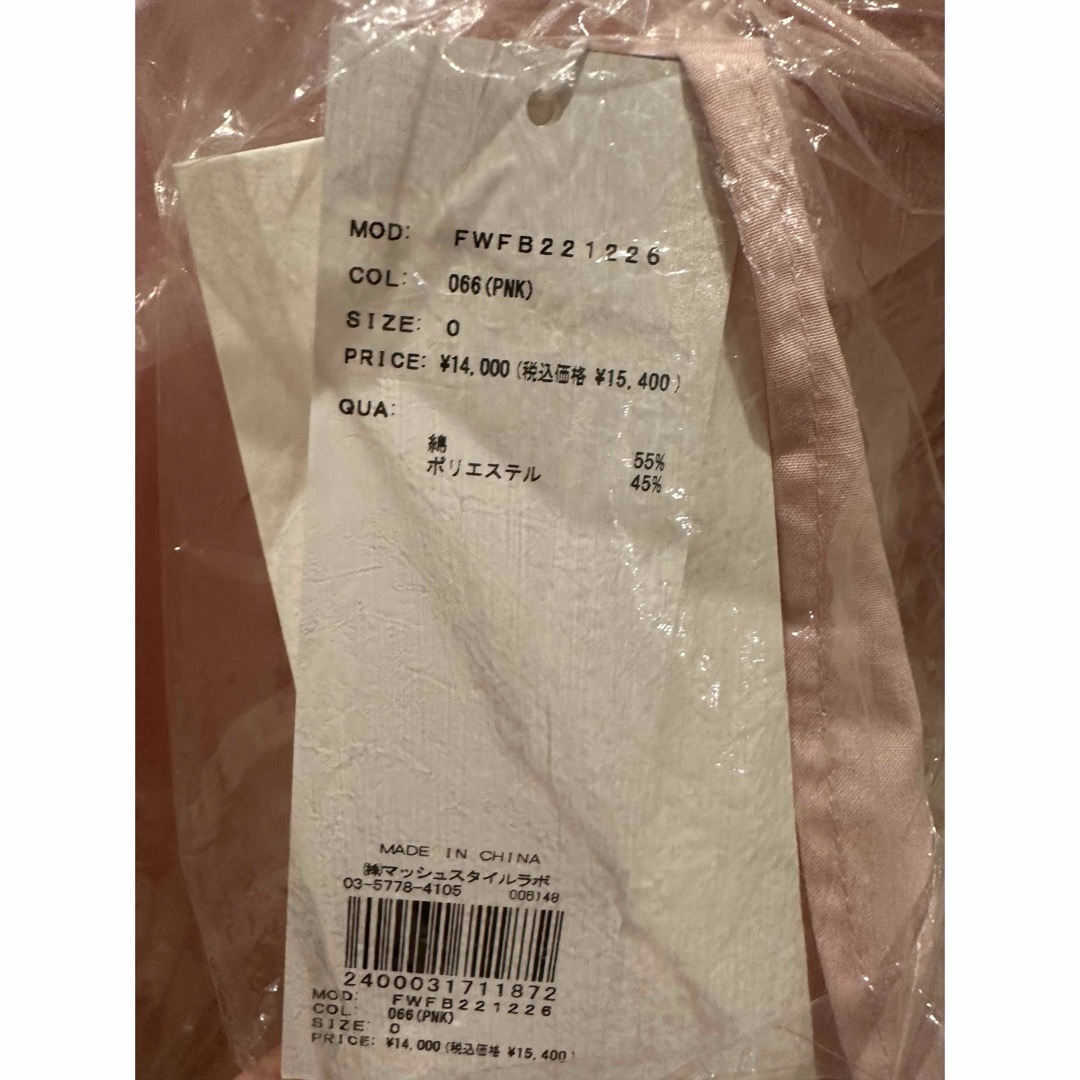 MOD: FWFB221226
COL: 066(PNK)
SIZE: 0
PRICE: ¥14,000(税込価格 ¥15,400)
QUA:
綿 55%
ポリエステル 45%
MADE IN CHINA
㈱マッシュスタイルラボ
03-5778-4105 006148
2400031711872
MOD: FWFB221226
COL: 066(PNK)
SIZE: 0
PRICE: ¥14,000(税込価格 ¥15,400)